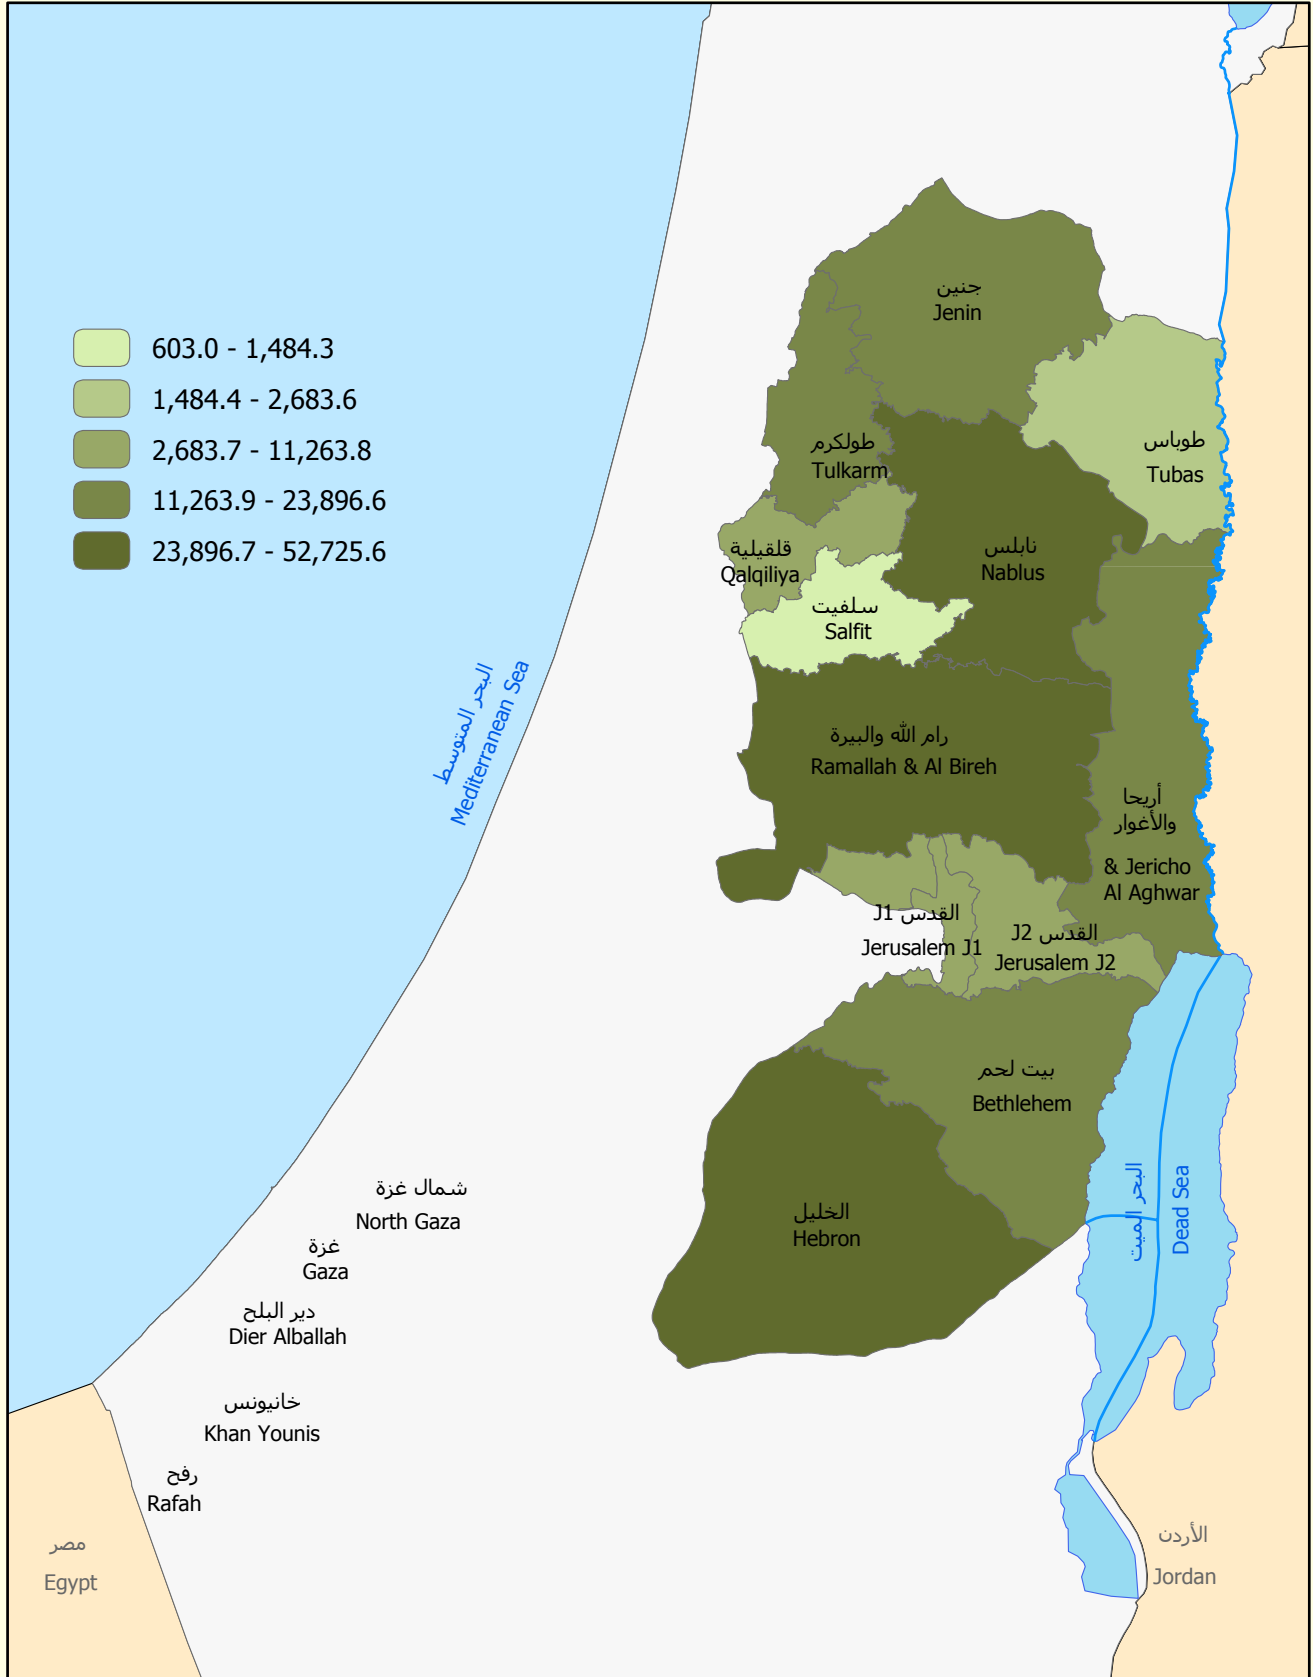 جنين
Jenin
603.0 - 1,484.3
1,484.4 - 2,683.6
2,683.7 - 11,263.8
11,263.9 - 23,896.6
23,896.7 - 52,725.6
طولكرم
Tulkarm
طوباس
Tubas
قلقيلية
Qalqiliya
نابلس
Nablus
سلفيت
Salfit
البحر المتوسط
Mediterranean Sea
رام الله والبيرة
Ramallah & Al Bireh
أريحا
والأغوار
& Jericho
Al Aghwar
القدس J1
Jerusalem J1
القدس J2
Jerusalem J2
بيت لحم
Bethlehem
البحر الميت
Dead Sea
الخليل
Hebron
شمال غزة
North Gaza
غزة
Gaza
دير البلح
Dier Alballah
خانيونس
Khan Younis
رفح
Rafah
مصر
Egypt
الأردن
Jordan